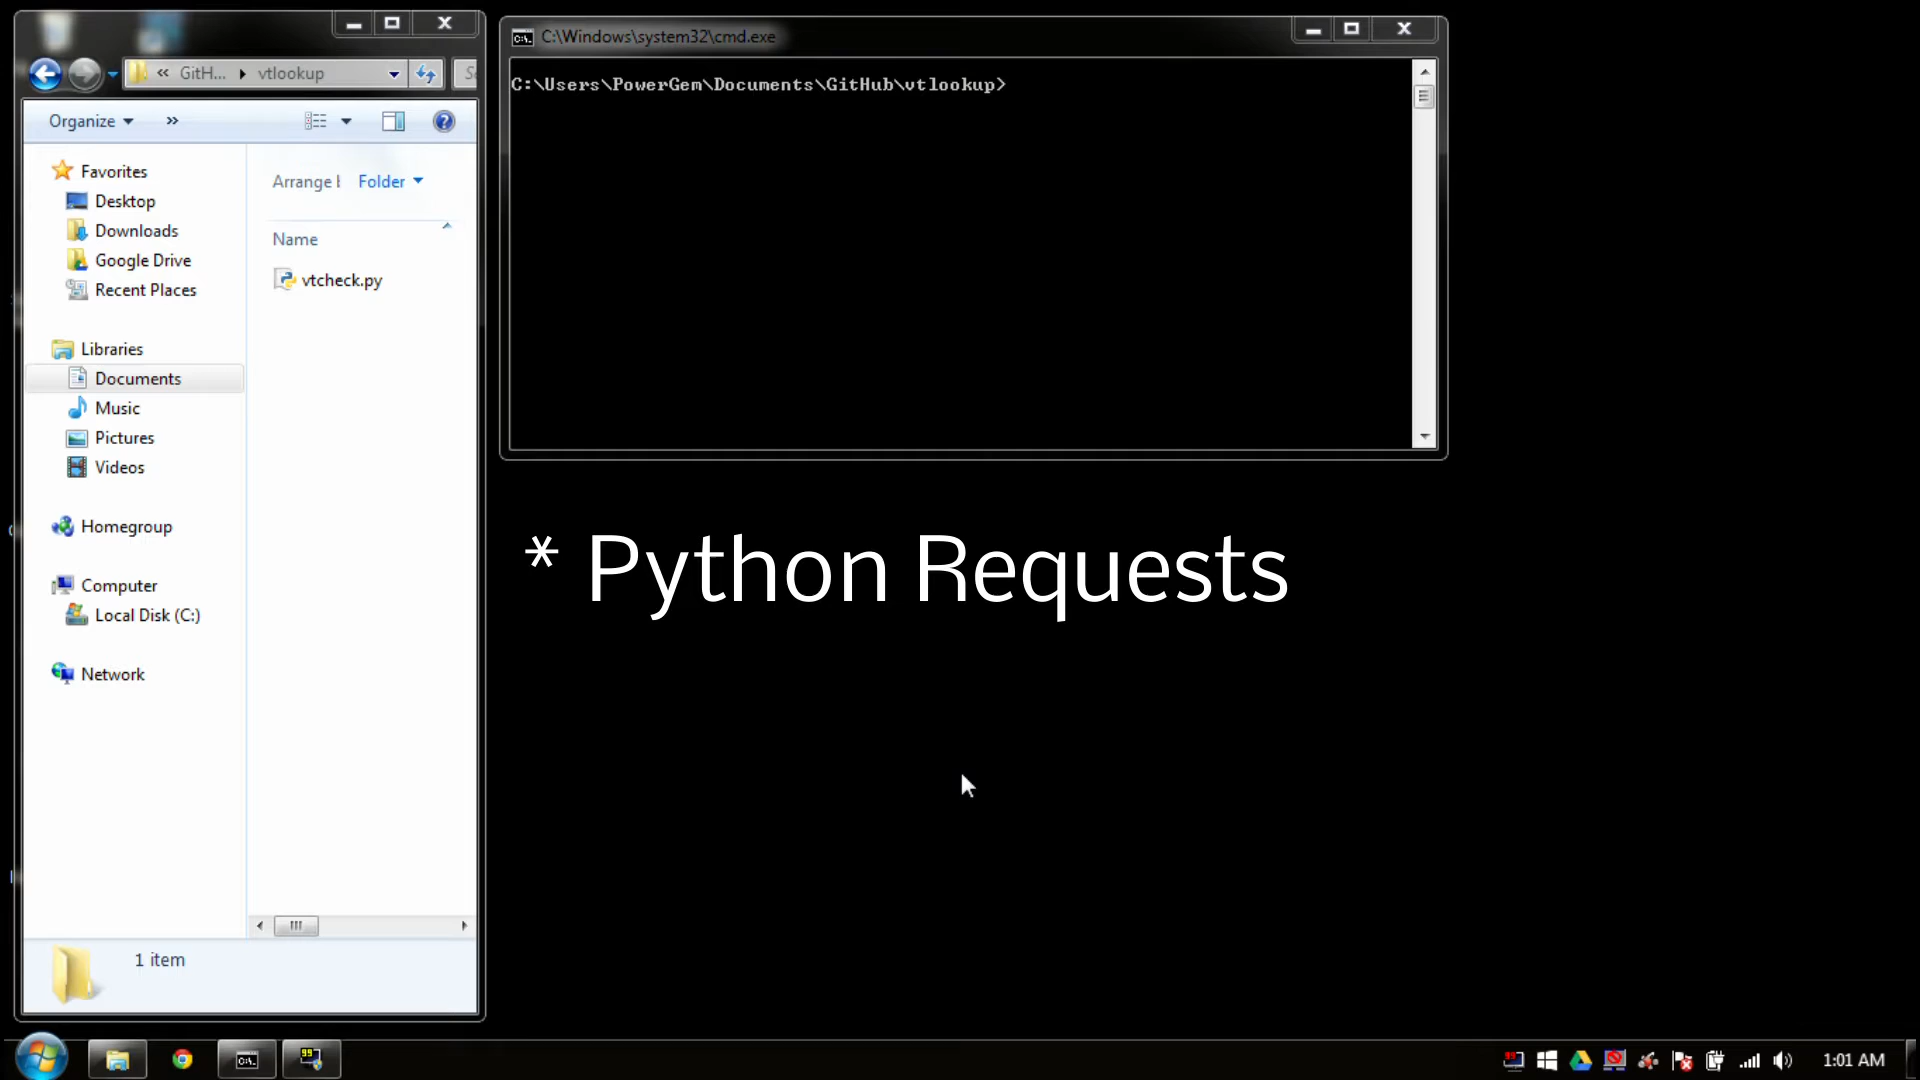 « GitH... vtlookup
Organize »
Favorites
Desktop
Downloads
Google Drive
Recent Places
Libraries
Documents
Music
Pictures
Videos
Homegroup
Computer
Local Disk (C:)
Network
Folder
Name
vtcheck.py
1 item
C:\Windows\system32\cmd.exe
C:\Users\PowerGem\Documents\GitHub\vtlookup>
* Python Requests
1:01 AM